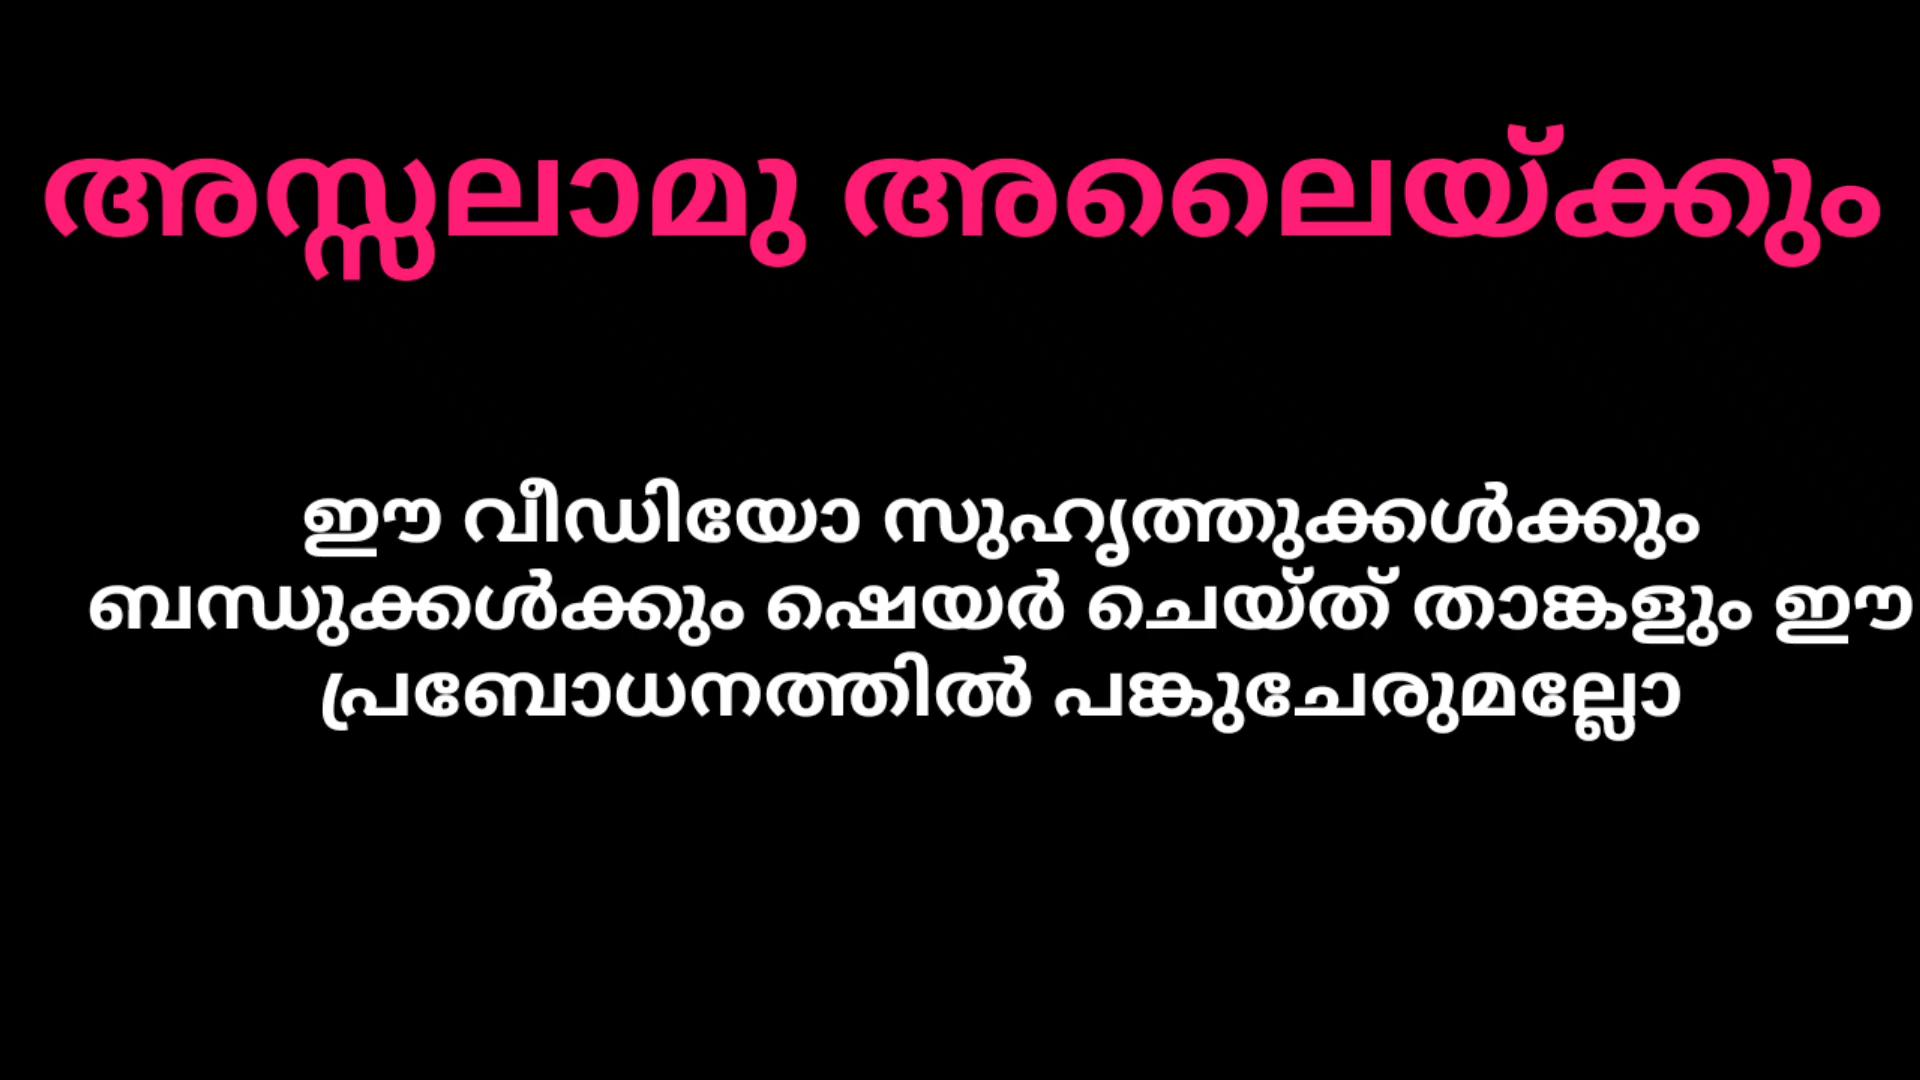 അസ്സലാമു അലൈയ്ക്കും
ഈ വീഡിയോ സുഹൃത്തുക്കൾക്കും
ബന്ധുക്കൾക്കും ഷെയർ ചെയ്ത് താങ്കളും ഈ
പ്രബോധനത്തിൽ പങ്കുചേരുമല്ലോ